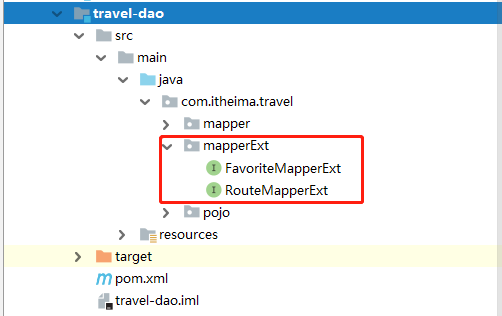 travel-dao
src
main
java
com.itheima.travel
mapper
mapperExt
I FavoriteMapperExt
I RouteMapperExt
pojo
resources
target
m pom.xml
travel-dao.iml